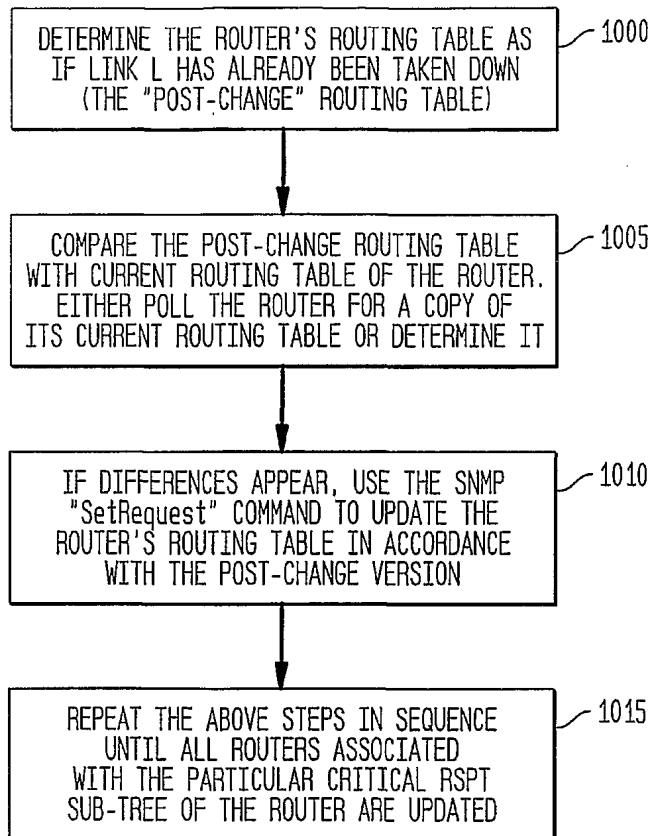 DETERMINE THE ROUTER'S ROUTING TABLE AS
IF LINK L HAS ALREADY BEEN TAKEN DOWN
(THE "POST-CHANGE" ROUTING TABLE)
1000
COMPARE THE POST-CHANGE ROUTING TABLE
WITH CURRENT ROUTING TABLE OF THE ROUTER.
EITHER POLL THE ROUTER FOR A COPY OF
ITS CURRENT ROUTING TABLE OR DETERMINE IT
1005
IF DIFFERENCES APPEAR, USE THE SNMP
"SetRequest" COMMAND TO UPDATE THE
ROUTER'S ROUTING TABLE IN ACCORDANCE
WITH THE POST-CHANGE VERSION
1010
REPEAT THE ABOVE STEPS IN SEQUENCE
UNTIL ALL ROUTERS ASSOCIATED
WITH THE PARTICULAR CRITICAL RSPT
SUB-TREE OF THE ROUTER ARE UPDATED
1015